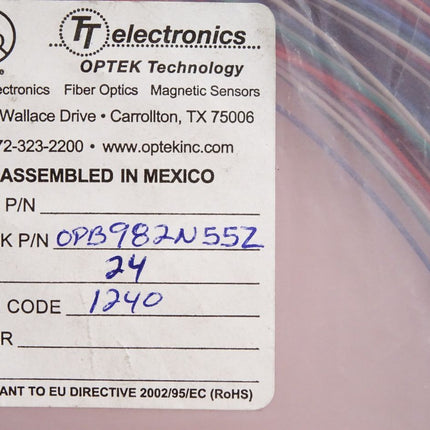 TT electronics
OPTEK Technology
ectronics Fiber Optics Magnetic Sensors
Wallace Drive • Carrollton, TX 75006
72-323-2200 • www.optekinc.com
ASSEMBLED IN MEXICO
P/N
K P/N OPB982N55Z
24
CODE 1240
R
ANT TO EU DIRECTIVE 2002/95/EC (RoHS)